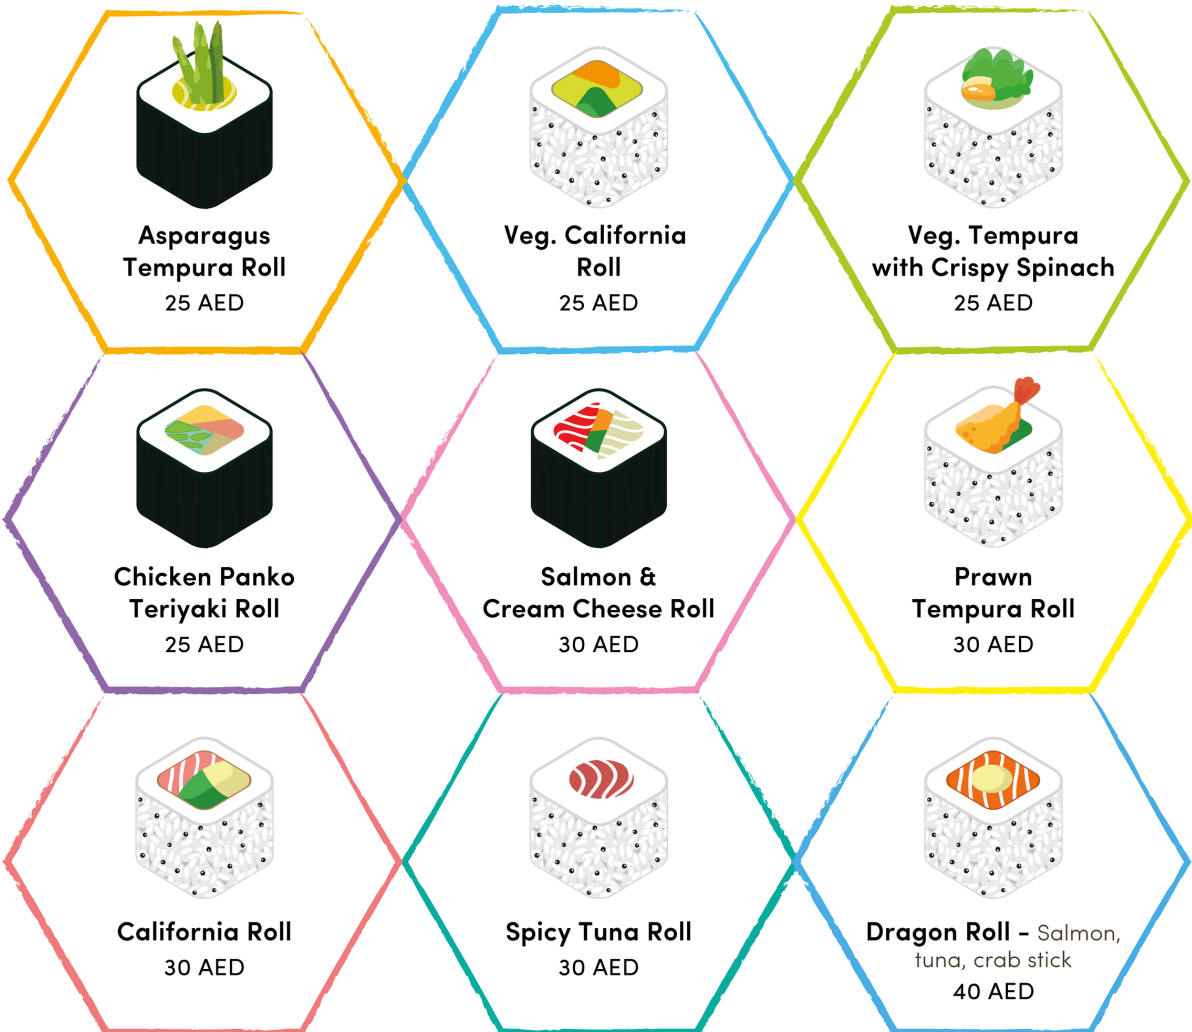 Asparagus
Tempura Roll
25 AED
Veg. California
Roll
25 AED
Veg. Tempura
with Crispy Spinach
25 AED
Chicken Panko
Teriyaki Roll
25 AED
Salmon &
Cream Cheese Roll
30 AED
Prawn
Tempura Roll
30 AED
California Roll
30 AED
Spicy Tuna Roll
30 AED
Dragon Roll – Salmon,
tuna, crab stick
40 AED